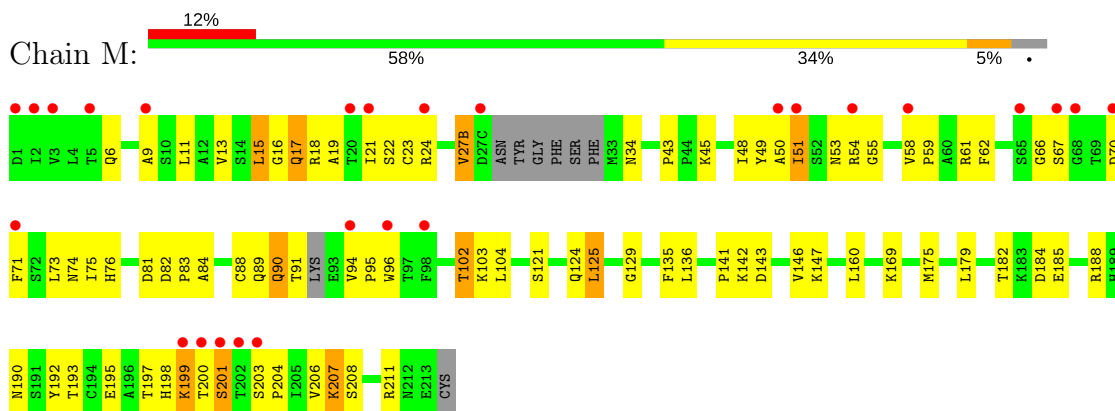 12%
Chain M:
58% 34% 5% •
D1 I2 V3 L4 T5 Q6 A9 S10 L11 A12 V13 S14 L15 G16 Q17 R18 A19 T20 I21 S22 C23 R24 V27B D27C ASN TYR GLY PHE SER PHE M33 N34 P43 P44 K45 I48 Y49 A50 I51 S52 N53 R54 G55 V58 P59 A60 R61 F62 S65 G66 S67 G68 T69 D70
F71 S72 L73 N74 I75 H76 D81 D82 P83 A84 C88 Q89 Q90 T91 LYS E93 V94 P95 W96 T97 F98 T102 K103 L104 S121 Q124 L125 G129 F135 L136 P141 K142 D143 V146 K147 L160 K169 M175 L179 T182 K183 D184 E185 R188 H189
N190 S191 Y192 T193 C194 E195 A196 T197 H198 K199 T200 S201 T202 S203 P204 I205 V206 K207 S208 R211 N212 E213 CYS